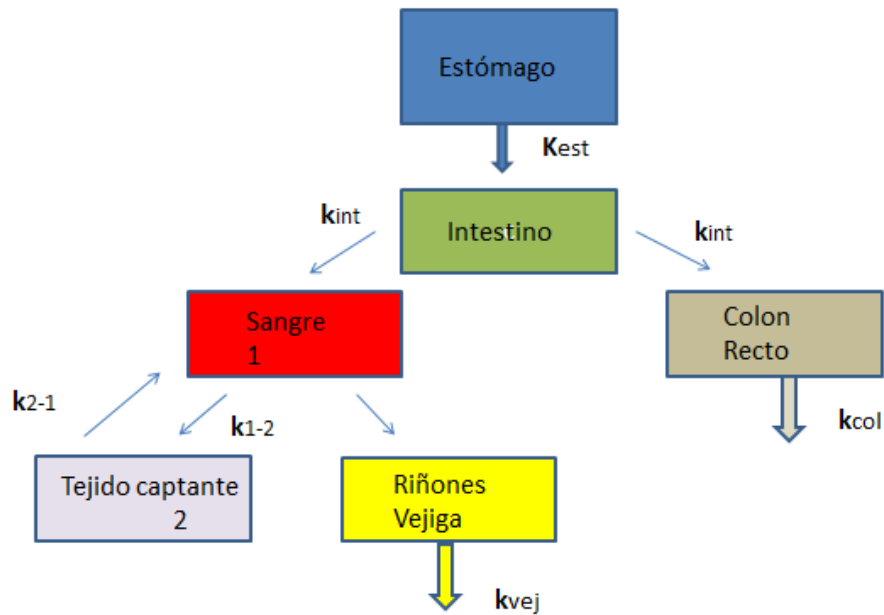 Estómago
Kest
Intestino
kint
kint
Sangre
1
Colon
Recto
k2-1
k1-2
kcol
Tejido captante
2
Riñones
Vejiga
kvej